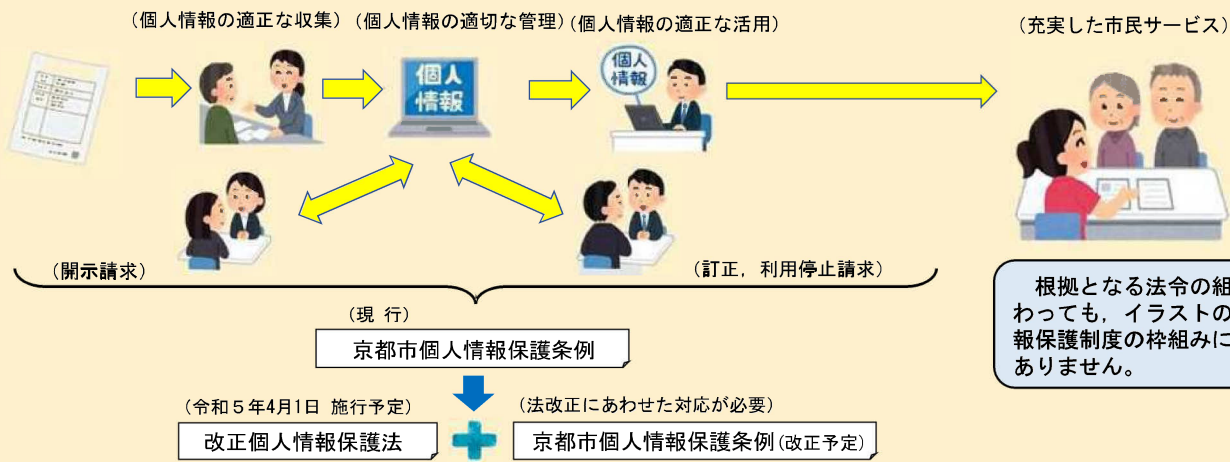 (個人情報の適正な収集) (個人情報の適切な管理) (個人情報の適正な活用)
(充実した市民サービス)
個人
情報
個人
情報
(開示請求)
(訂正，利用停止請求)
(現 行)
京都市個人情報保護条例
(令和５年4月1日 施行予定)
(法改正にあわせた対応が必要)
改正個人情報保護法
京都市個人情報保護条例(改正予定)
根拠となる法令の組
わっても，イラストの
報保護制度の枠組みに
ありません。